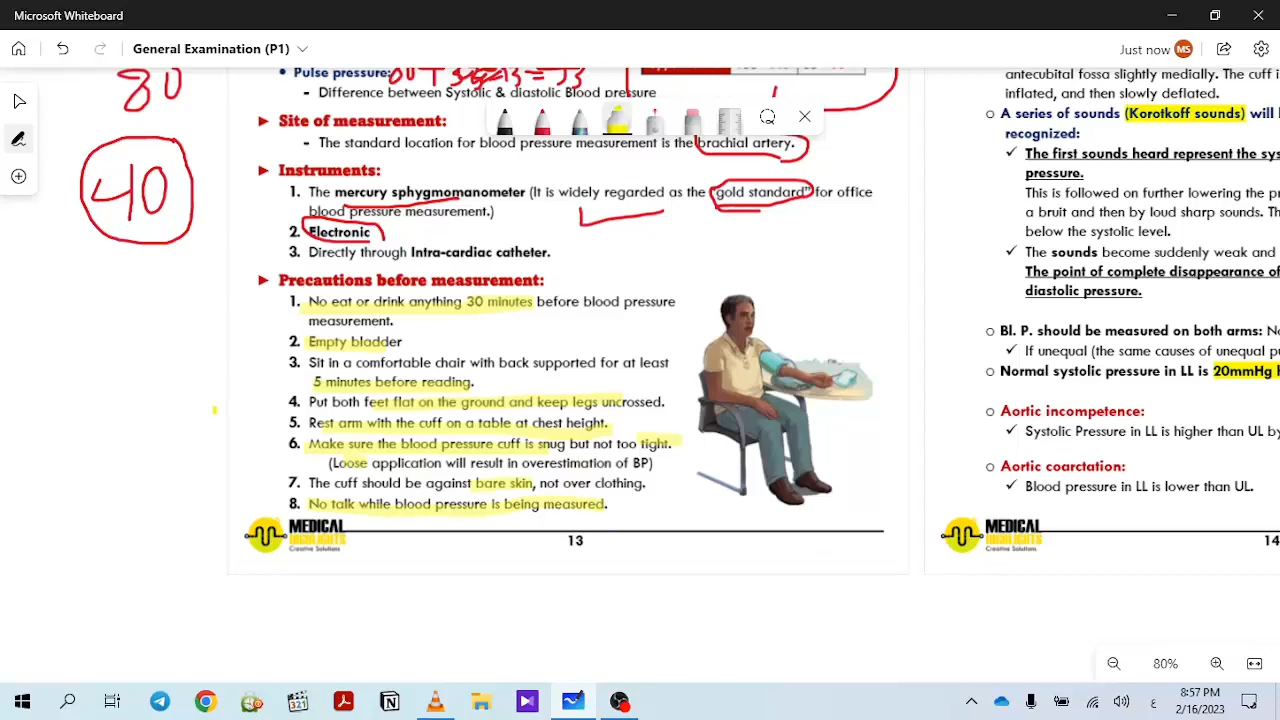 Microsoft Whiteboard
General Examination (P1)
Just now
MS
80
40
• Pulse pressure:
- Difference between Systolic & diastolic Blood pressure
► Site of measurement:
- The standard location for blood pressure measurement is the brachial artery.
► Instruments:
1. The mercury sphygmomanometer (It is widely regarded as the "gold standard" for office
blood pressure measurement.)
2. Electronic
3. Directly through Intra-cardiac catheter.
► Precautions before measurement:
1. No eat or drink anything 30 minutes before blood pressure
measurement.
2. Empty bladder
3. Sit in a comfortable chair with back supported for at least
5 minutes before reading.
4. Put both feet flat on the ground and keep legs uncrossed.
5. Rest arm with the cuff on a table at chest height.
6. Make sure the blood pressure cuff is snug but not too tight.
(Loose application will result in overestimation of BP)
7. The cuff should be against bare skin, not over clothing.
8. No talk while blood pressure is being measured.
MEDICAL
HIGHLIGHTS
Creative Solutions
13
antecubital fossa slightly medially. The cuff
inflated, and then slowly deflated.
○ A series of sounds (Korotkoff sounds) will
recognized:
✓ The first sounds heard represent the sys
pressure.
This is followed on further lowering the pr
a bruit and then by loud sharp sounds. Th
below the systolic level.
✓ The sounds become suddenly weak and
The point of complete disappearance of
diastolic pressure.
○ Bl. P. should be measured on both arms: No
✓ If unequal (the same causes of unequal p
○ Normal systolic pressure in LL is 20mmHg h
○ Aortic incompetence:
✓ Systolic Pressure in LL is higher than UL by
○ Aortic coarctation:
✓ Blood pressure in LL is lower than UL.
MEDICAL
HIGHLIGHTS
Creative Solutions
14
80%
8:57 PM
2/16/2023